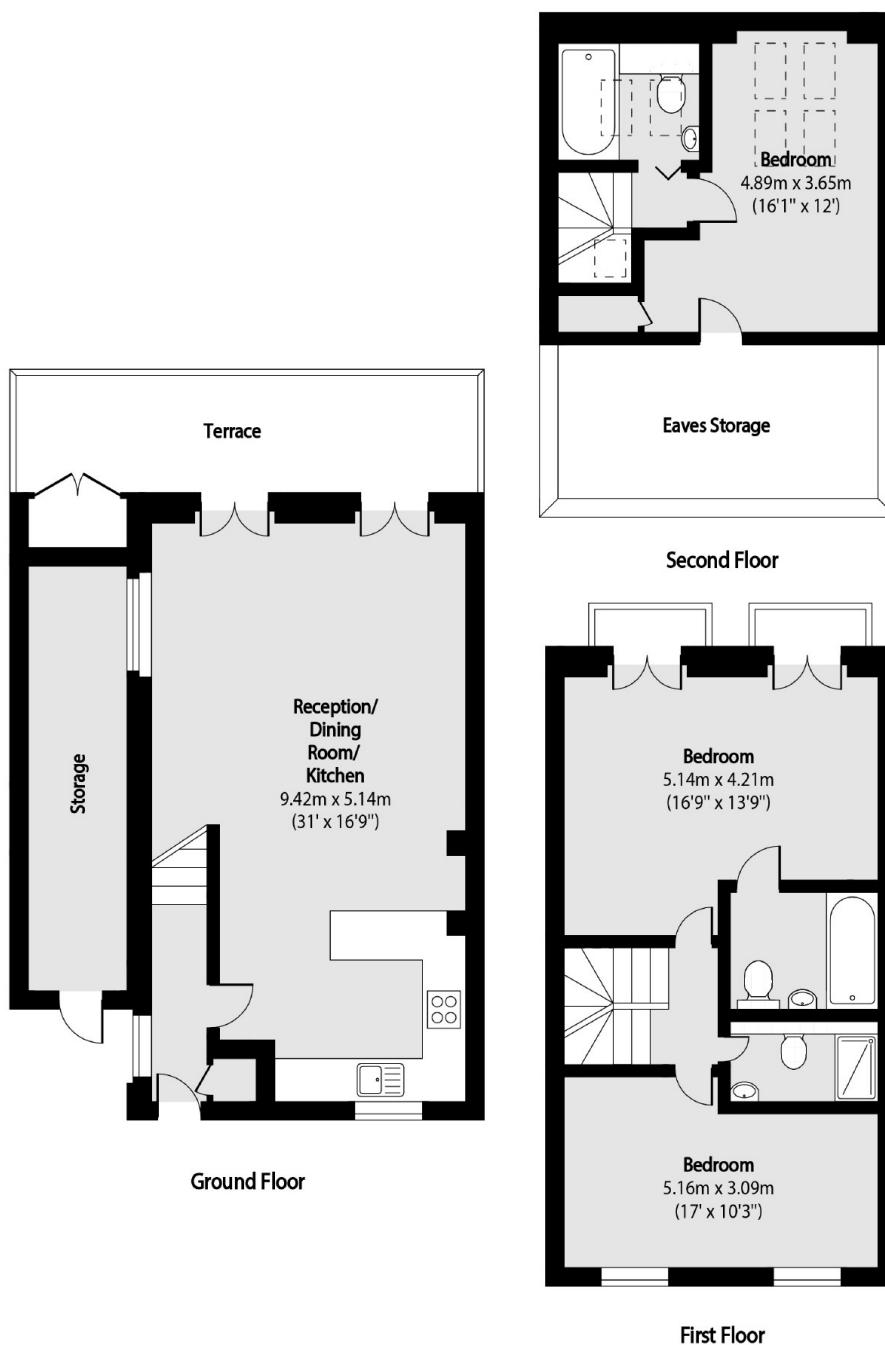 Bedroom
4.89m x 3.65m
(16'1" x 12')
Eaves Storage
Second Floor
Terrace
Storage
Reception/
Dining
Room/
Kitchen
9.42m x 5.14m
(31' x 16'9")
Ground Floor
Bedroom
5.14m x 4.21m
(16'9" x 13'9")
Bedroom
5.16m x 3.09m
(17' x 10'3")
First Floor